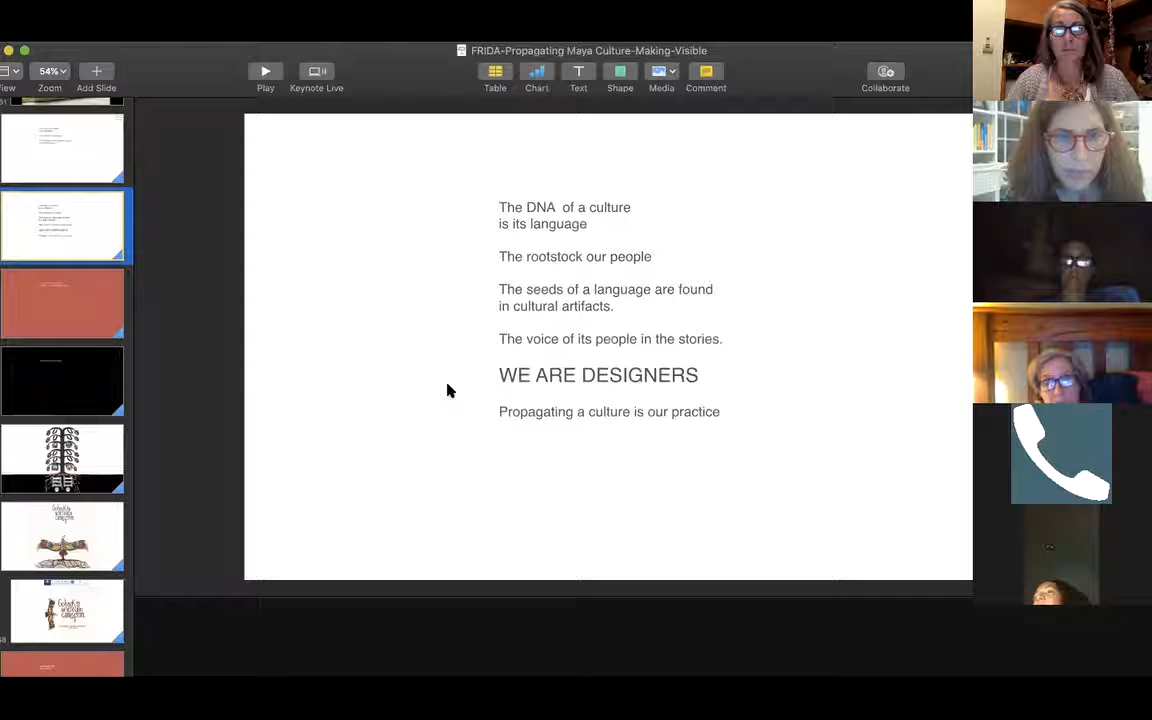 FRIDA-Propagating Maya Culture-Making-Visible
54%
Zoom
Add Slide
Play
Keynote Live
Table
Chart
Text
Shape
Media
Comment
Collaborate
The DNA of a culture
is its language
The rootstock our people
The seeds of a language are found
in cultural artifacts.
The voice of its people in the stories.
WE ARE DESIGNERS
Propagating a culture is our practice